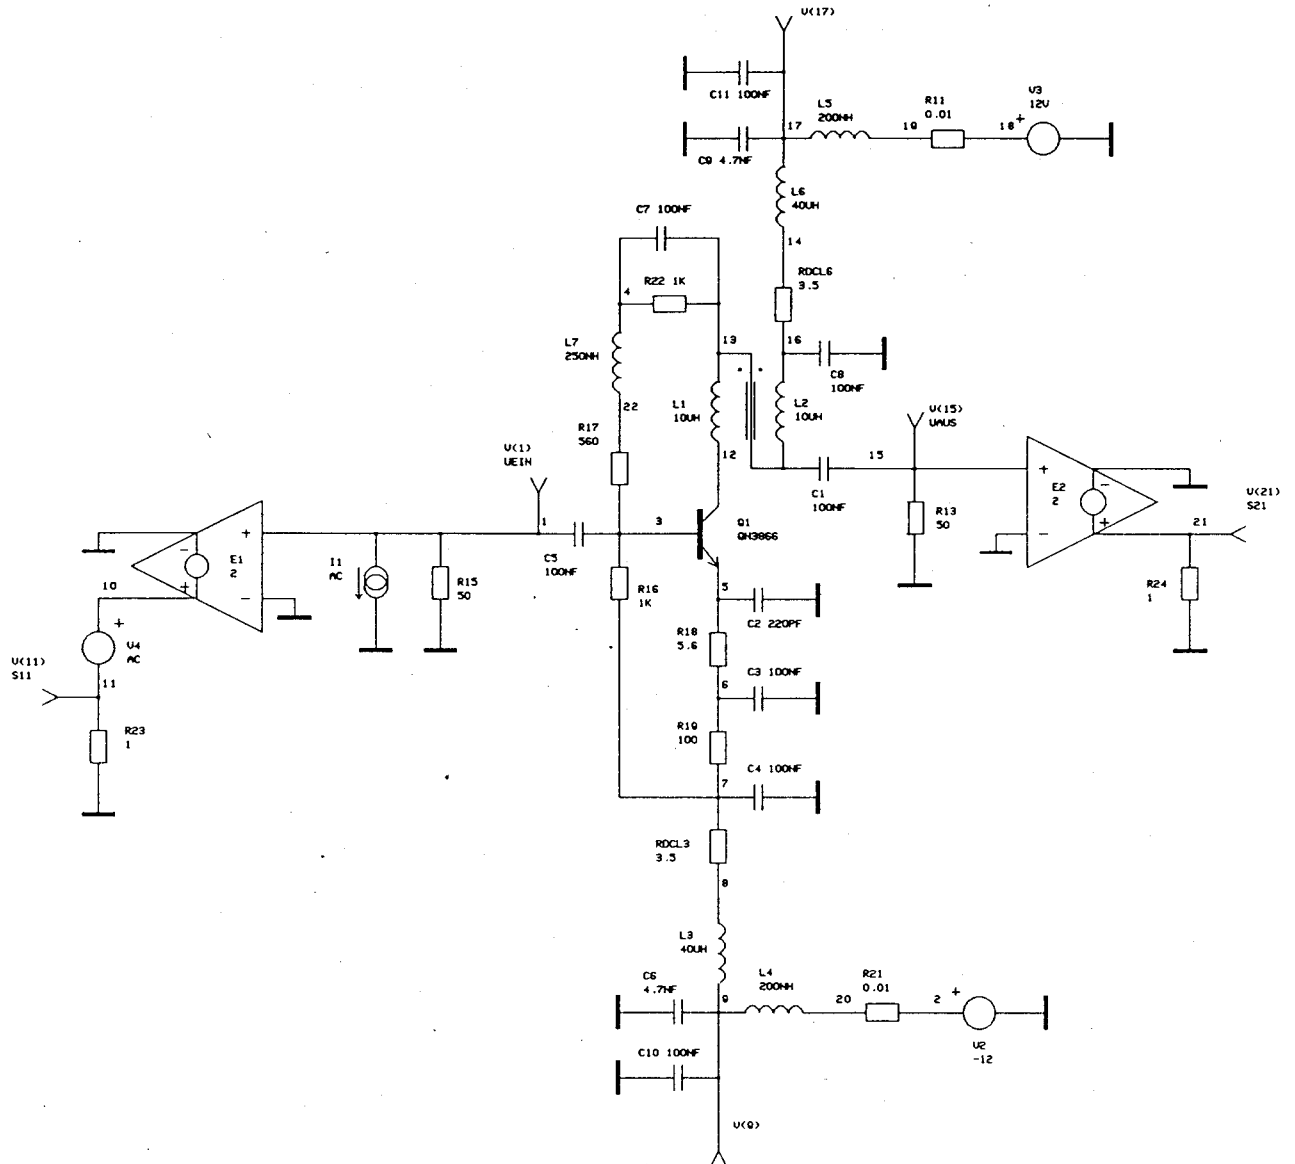 V(17)
C11 100NF
L5
200NH
R11
0.01
V3
12V
17
19
18
+
C9 4.7NF
L6
40UH
C7 100NF
14
R22 1K
4
RDCL6
3.5
L7
250NH
13
16
C8
100NF
22
L1
10UH
L2
10UH
R17
560
V(15)
UAUS
V(1)
UEIN
12
15
+
E2
2
-
+
-
C1
100NF
R13
50
V(21)
S21
21
1
3
Q1
QN3866
C5
100NF
+
-
E1
2
-
+
10
I1
AC
R15
50
R16
1K
5
C2 220PF
R24
1
+
V4
AC
R18
5.6
V(11)
S11
11
C3 100NF
6
R23
1
R19
100
C4 100NF
7
RDCL3
3.5
8
L3
40UH
C6
4.7NF
L4
200NH
R21
0.01
9
20
2
+
V2
-12
C10 100NF
V(9)